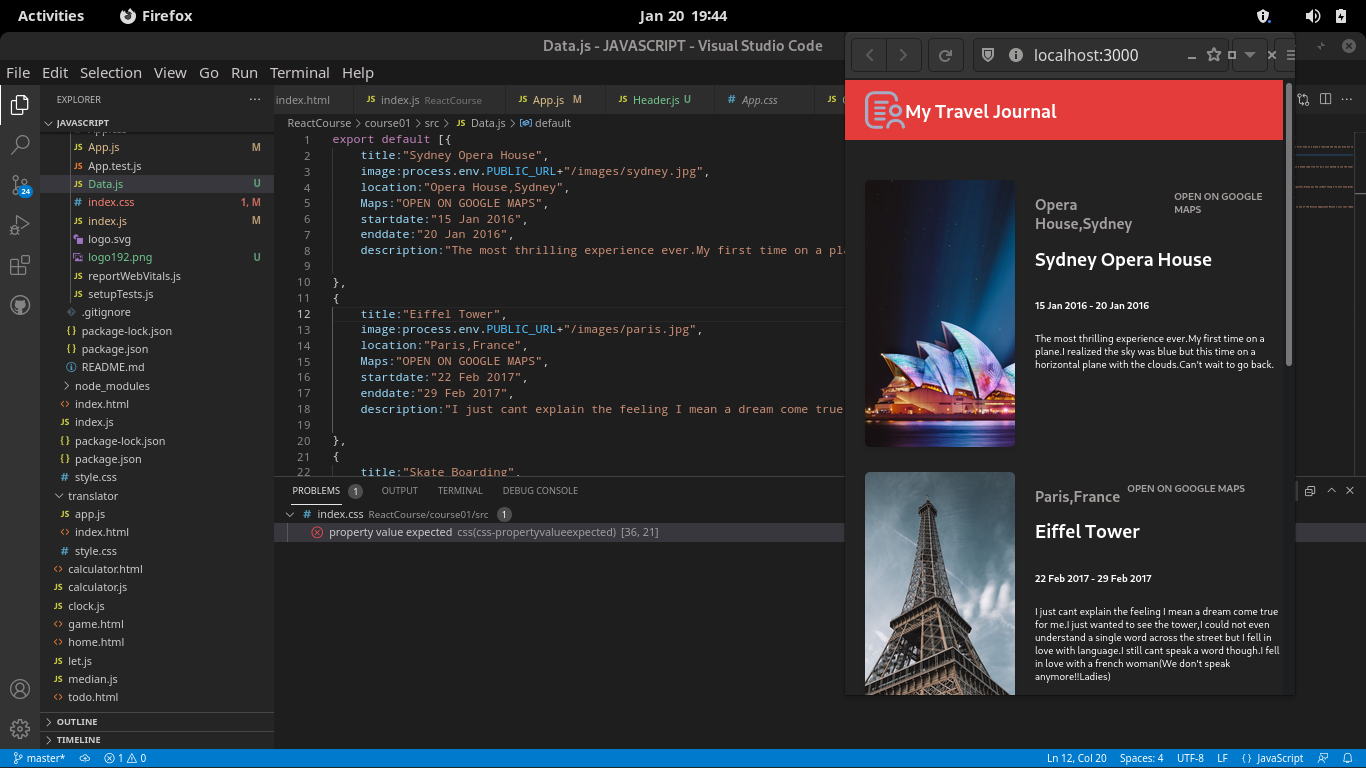 Activities
Firefox
Jan 20 19:44
Data.js - JAVASCRIPT - Visual Studio Code
File Edit Selection View Go Run Terminal Help
EXPLORER
JAVASCRIPT
JS App.js M
JS App.test.js
JS Data.js U
# index.css 1, M
JS index.js M
logo.svg
logo192.png U
JS reportWebVitals.js
JS setupTests.js
.gitignore
{} package-lock.json
{} package.json
README.md
node_modules
<> index.html
JS index.js
{} package-lock.json
{} package.json
# style.css
translator
JS app.js
<> index.html
# style.css
<> calculator.html
JS calculator.js
JS clock.js
<> game.html
<> home.html
JS let.js
JS median.js
<> todo.html
OUTLINE
TIMELINE
24
index.html
JS index.js ReactCourse
JS App.js M
JS Header.js U
# App.css
JS
ReactCourse > course01 > src > JS Data.js > default
1 export default [{
2 title:"Sydney Opera House",
3 image:process.env.PUBLIC_URL+"/images/sydney.jpg",
4 location:"Opera House,Sydney",
5 Maps:"OPEN ON GOOGLE MAPS",
6 startdate:"15 Jan 2016",
7 enddate:"20 Jan 2016",
8 description:"The most thrilling experience ever.My first time on a pla
9
10 },
11 {
12 title:"Eiffel Tower",
13 image:process.env.PUBLIC_URL+"/images/paris.jpg",
14 location:"Paris,France",
15 Maps:"OPEN ON GOOGLE MAPS",
16 startdate:"22 Feb 2017",
17 enddate:"29 Feb 2017",
18 description:"I just cant explain the feeling I mean a dream come true
19
20 },
21 {
22 title:"Skate Boarding",
PROBLEMS 1 OUTPUT TERMINAL DEBUG CONSOLE
# index.css ReactCourse/course01/src 1
property value expected css(css-propertyvalueexpected) [36, 21]
localhost:3000
My Travel Journal
Opera
House,Sydney
OPEN ON GOOGLE
MAPS
Sydney Opera House
15 Jan 2016 - 20 Jan 2016
The most thrilling experience ever.My first time on a
plane.I realized the sky was blue but this time on a
horizontal plane with the clouds.Can't wait to go back.
Paris,France OPEN ON GOOGLE MAPS
Eiffel Tower
22 Feb 2017 - 29 Feb 2017
I just cant explain the feeling I mean a dream come true
for me.I just wanted to see the tower,I could not even
understand a single word across the street but I fell in
love with language.I still cant speak a word though.I fell
in love with a french woman(We don't speak
anymore!!Ladies)
master* 1 0
Ln 12, Col 20 Spaces: 4 UTF-8 LF {} JavaScript